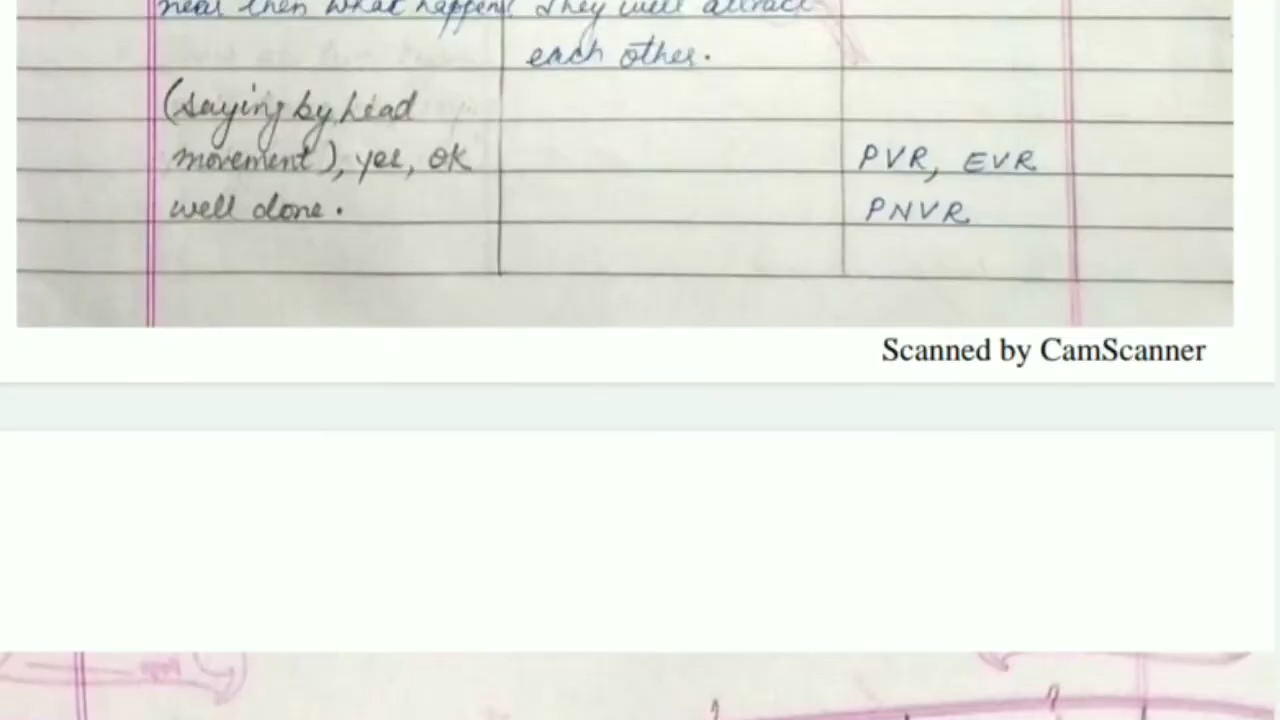 near then what happen? They will attract
each other.
(saying by head
movement), yes, ok PVR, EVR
well done. PNVR
Scanned by CamScanner